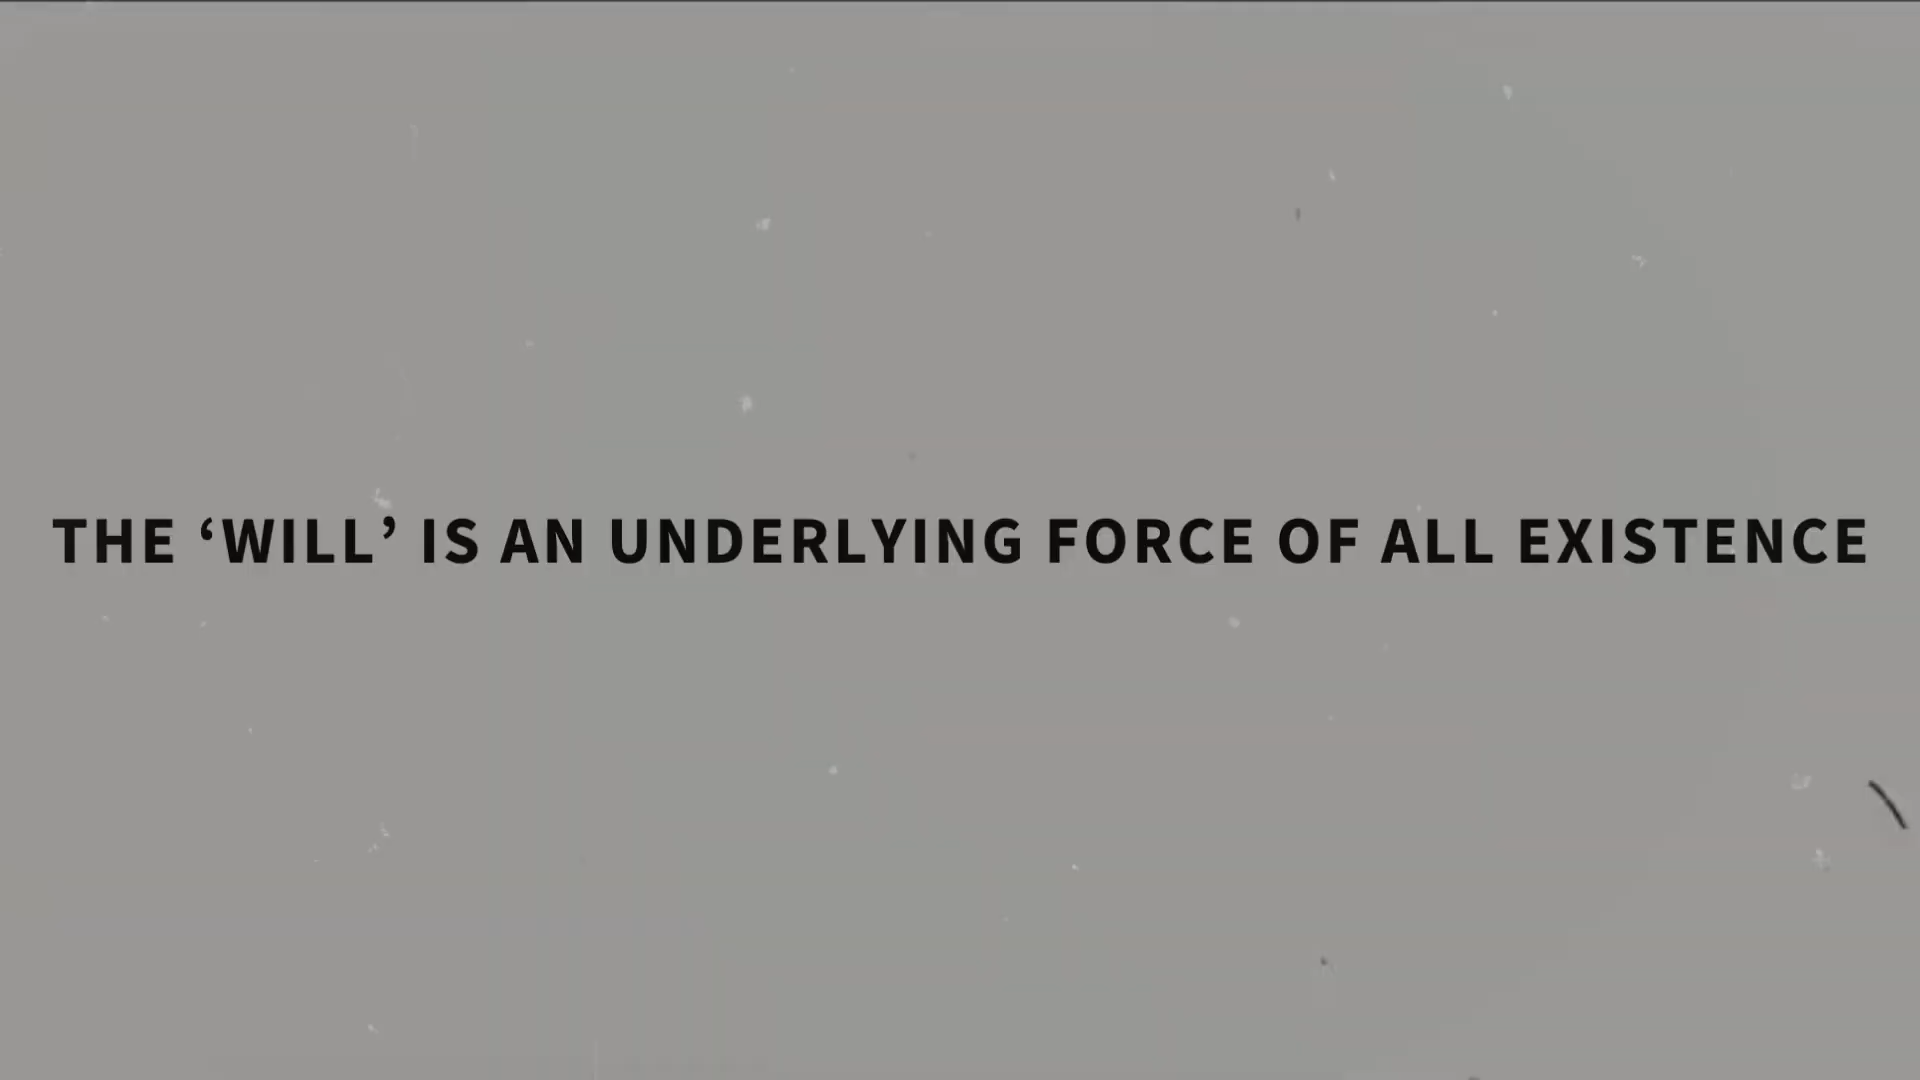 THE ‘WILL’ IS AN UNDERLYING FORCE OF ALL EXISTENCE